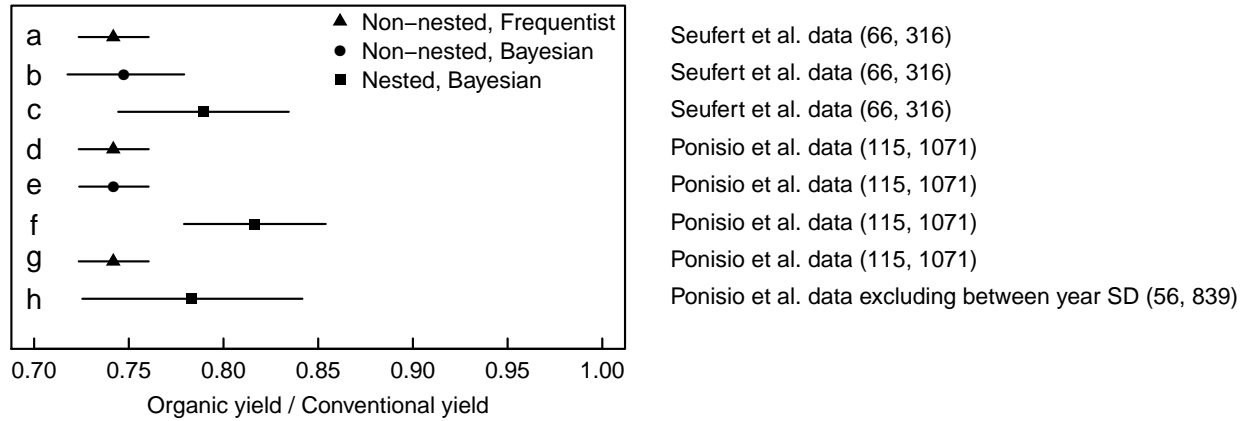 a
Non−nested, Frequentist
Seufert et al. data (66, 316)
b
Non−nested, Bayesian
Seufert et al. data (66, 316)
c
Nested, Bayesian
Seufert et al. data (66, 316)
d
Ponisio et al. data (115, 1071)
e
Ponisio et al. data (115, 1071)
f
Ponisio et al. data (115, 1071)
g
Ponisio et al. data (115, 1071)
h
Ponisio et al. data excluding between year SD (56, 839)
0.70 0.75 0.80 0.85 0.90 0.95 1.00
Organic yield / Conventional yield